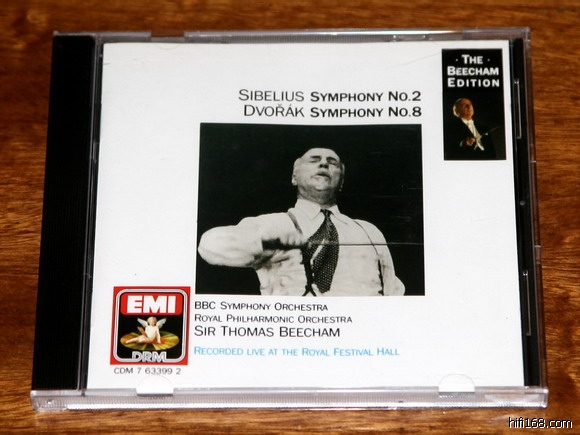 · THE ·
BEECHAM
EDITION
SIBELIUS SYMPHONY NO.2
DVOŘÁK SYMPHONY NO.8
BBC SYMPHONY ORCHESTRA
ROYAL PHILHARMONIC ORCHESTRA
SIR THOMAS BEECHAM
RECORDED LIVE AT THE ROYAL FESTIVAL HALL
EMI
DRM
CDM 7 63399 2
hifi168.com